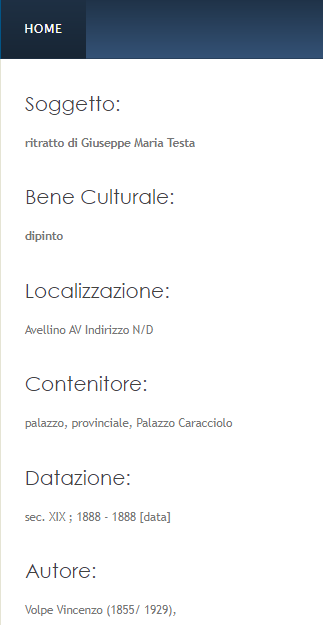 HOME
Soggetto:
ritratto di Giuseppe Maria Testa
Bene Culturale:
dipinto
Localizzazione:
Avellino AV Indirizzo N/D
Contenitore:
palazzo, provinciale, Palazzo Caracciolo
Datazione:
sec. XIX ; 1888 - 1888 [data]
Autore:
Volpe Vincenzo (1855/ 1929),